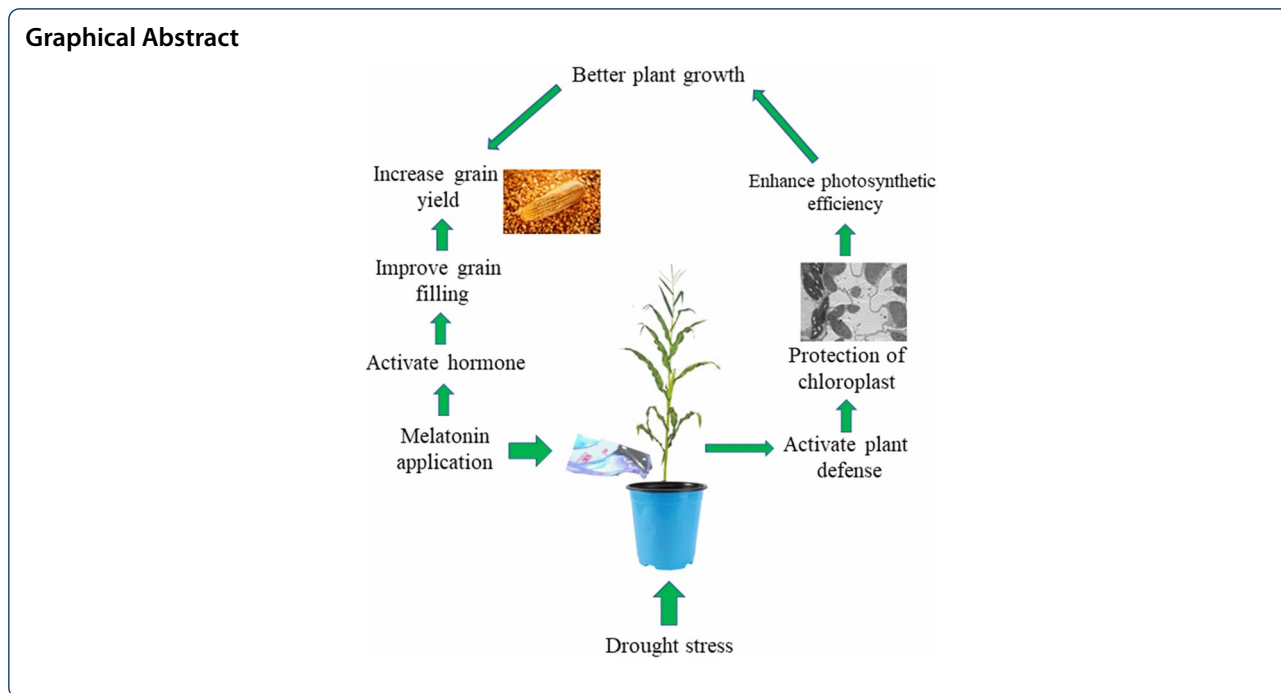 Graphical Abstract
Better plant growth
Increase grain
yield
Enhance photosynthetic
efficiency
Improve grain
filling
Protection of
chloroplast
Activate hormone
Melatonin
application
Activate plant
defense
Drought stress